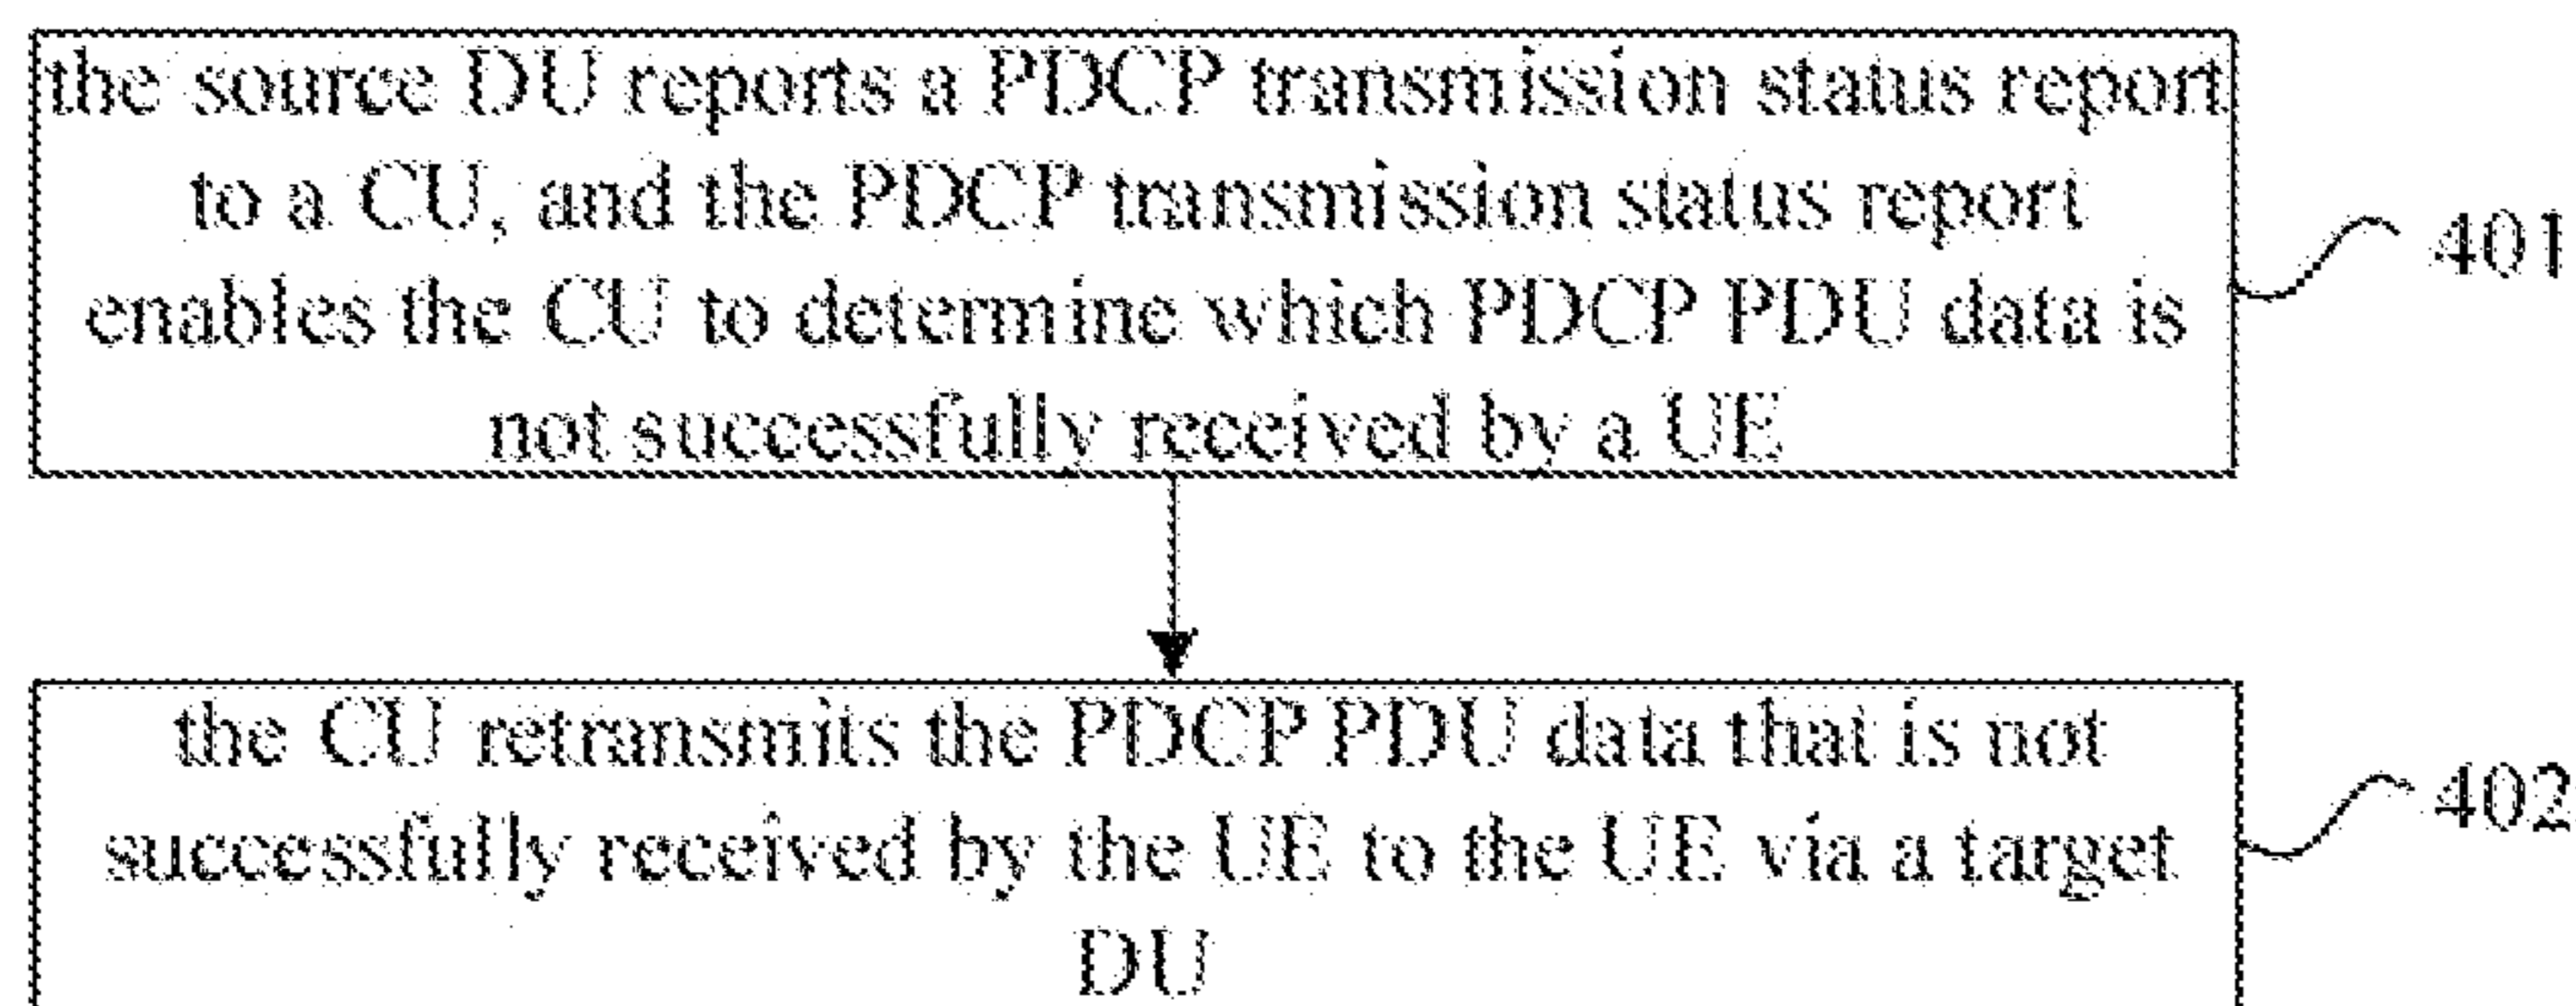 the source DU reports a PDCP transmission status report
to a CU, and the PDCP transmission status report
enables the CU to determine which PDCP PDU data is
not successfully received by a UE
401
the CU retransmits the PDCP PDU data that is not
successfully received by the UE to the UE via a target
DU
402